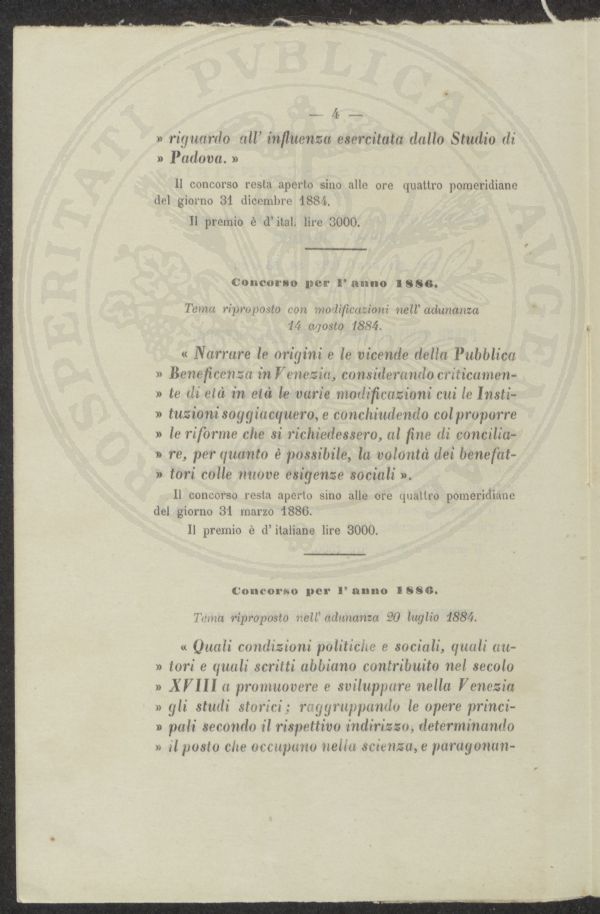 — 4 —
» riguardo all' influenza esercitata dallo Studio di
» Padova. »
Il concorso resta aperto sino alle ore quattro pomeridiane
del giorno 31 dicembre 1884.
Il premio è d' ital. lire 3000.
Concorso per l' anno 1886.
Tema riproposto con modificazioni nell' adunanza
14 agosto 1884.
« Narrare le origini e le vicende della Pubblica
» Beneficenza in Venezia, considerando criticamen-
» te di età in età le varie modificazioni cui le Insti-
» tuzioni soggiacquero, e conchiudendo col proporre
» le riforme che si richiedessero, al fine di concilia-
» re, per quanto è possibile, la volontà dei benefat-
» tori colle nuove esigenze sociali ».
Il concorso resta aperto sino alle ore quattro pomeridiane
del giorno 31 marzo 1886.
Il premio è d' italiane lire 3000.
Concorso per l' anno 1886.
Tema riproposto nell' adunanza 20 luglio 1884.
« Quali condizioni politiche e sociali, quali au-
» tori e quali scritti abbiano contribuito nel secolo
» XVIII a promuovere e sviluppare nella Venezia
» gli studi storici ; raggruppando le opere princi-
» pali secondo il rispettivo indirizzo, determinando
» il posto che occupano nella scienza, e paragonan-
PROSPERITATI PVBLICAE AVGENDAE